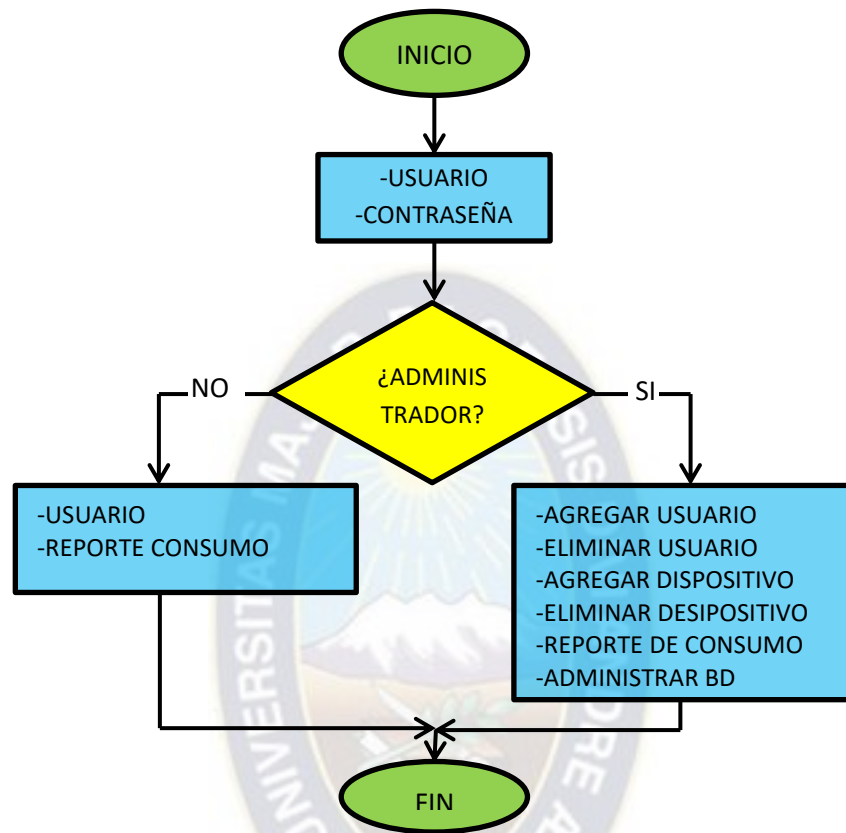 INICIO
-USUARIO
-CONTRASEÑA
¿ADMINIS
TRADOR?
NO
SI
-USUARIO
-REPORTE CONSUMO
-AGREGAR USUARIO
-ELIMINAR USUARIO
-AGREGAR DISPOSITIVO
-ELIMINAR DESIPOSITIVO
-REPORTE DE CONSUMO
-ADMINISTRAR BD
FIN